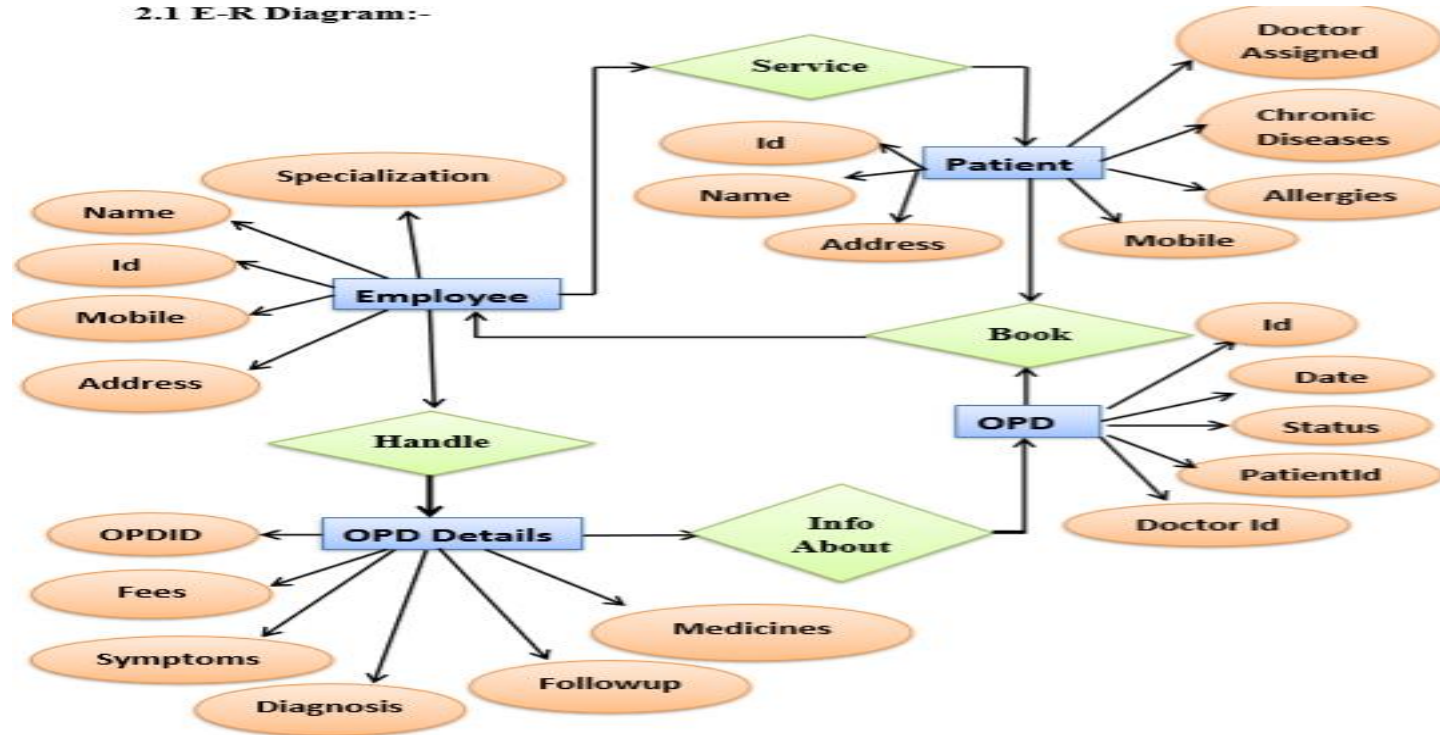 2.1 E-R Diagram:-
Service
Doctor
Assigned
Id
Chronic
Diseases
Patient
Specialization
Name
Allergies
Name
Address
Mobile
Id
Employee
Mobile
Book
Id
Address
Date
OPD
Status
Handle
PatientId
OPDID
OPD Details
Info
About
Doctor Id
Fees
Medicines
Symptoms
Followup
Diagnosis